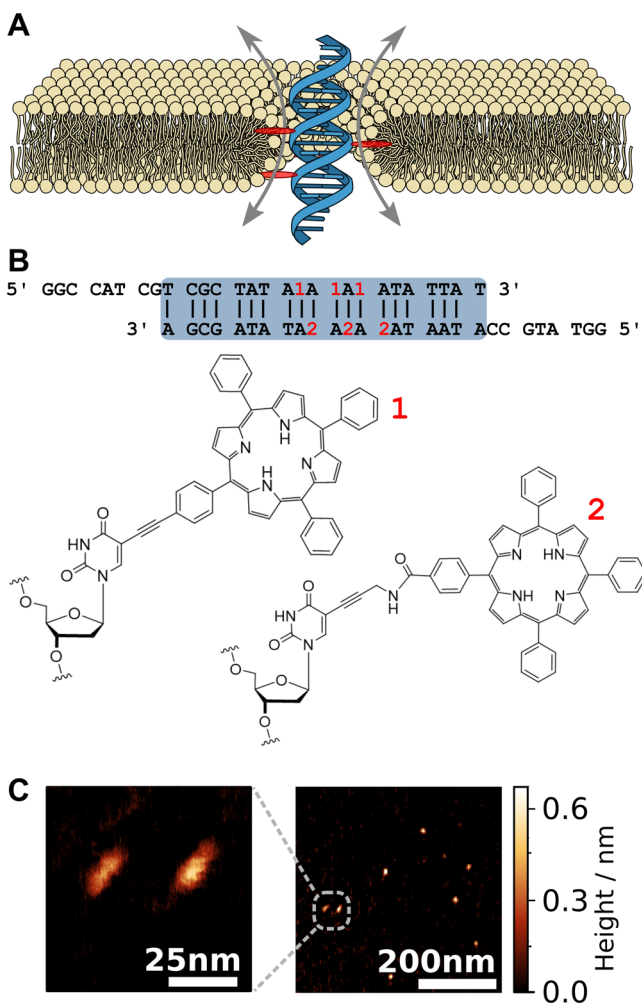 A
B
5' GGC CAT CGT CGC TAT A1A 1A1 ATA TTA T 3'
3' A GCG ATA TA2 A2A 2AT AAT ACC GTA TGG 5'
1
N
H
N
N
H
N
O
NH
O
N
O
O
O
2
N
HN
NH
N
O
N
H
O
NH
O
N
O
O
O
C
25nm
200nm
0.6
0.3
0.0
Height / nm